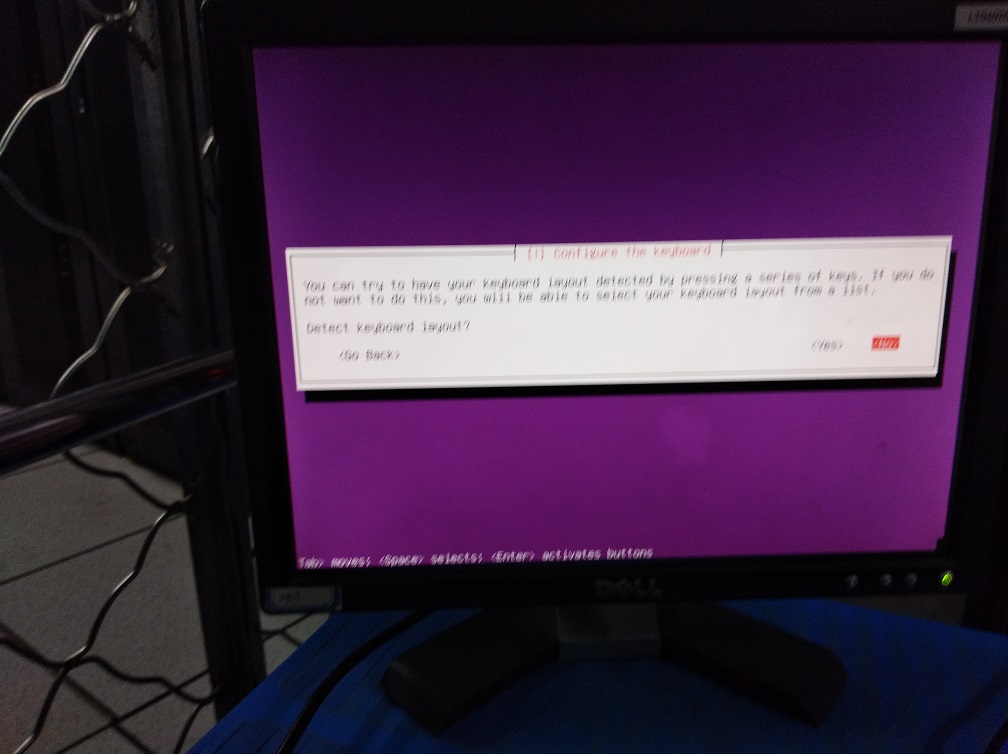 [!] Configure the keyboard
You can try to have your keyboard layout detected by pressing a series of keys. If you do
not want to do this, you will be able to select your keyboard layout from a list.
Detect keyboard layout?
<Go Back> <Yes> <No>
<Tab> moves; <Space> selects; <Enter> activates buttons
DELL